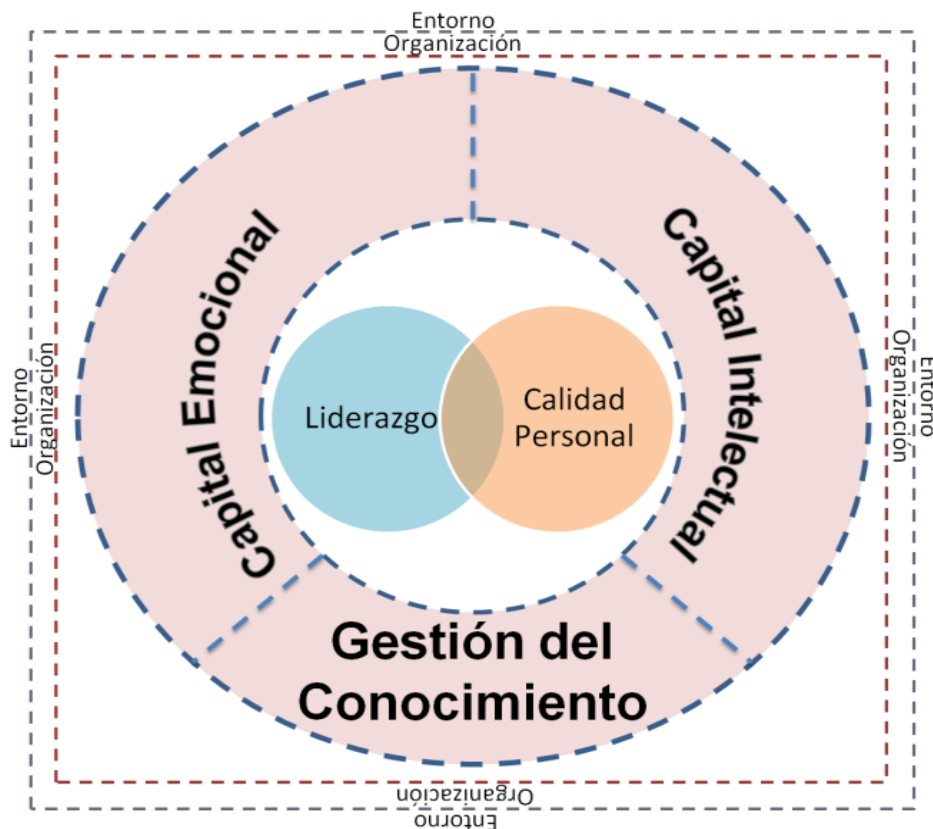 Entorno
Organización
Capital Emocional
Capital Intelectual
Liderazgo
Calidad
Personal
Entorno
Organización
Organización
Entorno
Gestión del
Conocimiento
Organización
Entorno